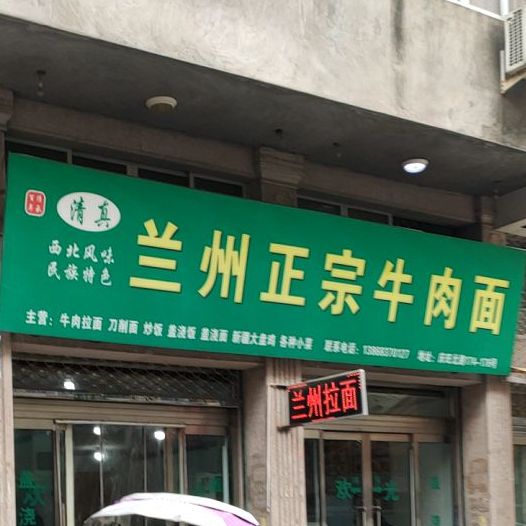 清真
西北风味
民族特色
兰州正宗牛肉面
主营：牛肉拉面 刀削面 炒饭 盖浇饭 盖浇面 新疆大盘鸡 各种小菜 联系电话： 地址：
兰州拉面